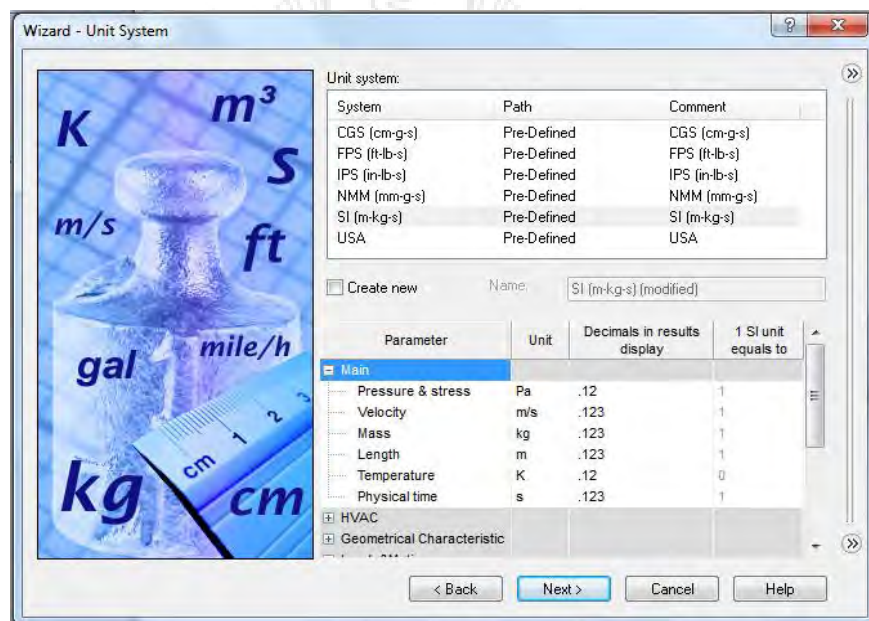 Wizard - Unit System
K
m³
s
m/s
ft
gal
mile/h
1 2 3
cm
kg
cm
Unit system:
System Path Comment
CGS (cm-g-s) Pre-Defined CGS (cm-g-s)
FPS (ft-lb-s) Pre-Defined FPS (ft-lb-s)
IPS (in-lb-s) Pre-Defined IPS (in-lb-s)
NMM (mm-g-s) Pre-Defined NMM (mm-g-s)
SI (m-kg-s) Pre-Defined SI (m-kg-s)
USA Pre-Defined USA
Create new Name: SI (m-kg-s) (modified)
Parameter Unit Decimals in results display 1 SI unit equals to
Main
Pressure & stress Pa .12 1
Velocity m/s .123 1
Mass kg .123 1
Length m .123 1
Temperature K .12 0
Physical time s .123 1
HVAC
Geometrical Characteristic
< Back Next > Cancel Help